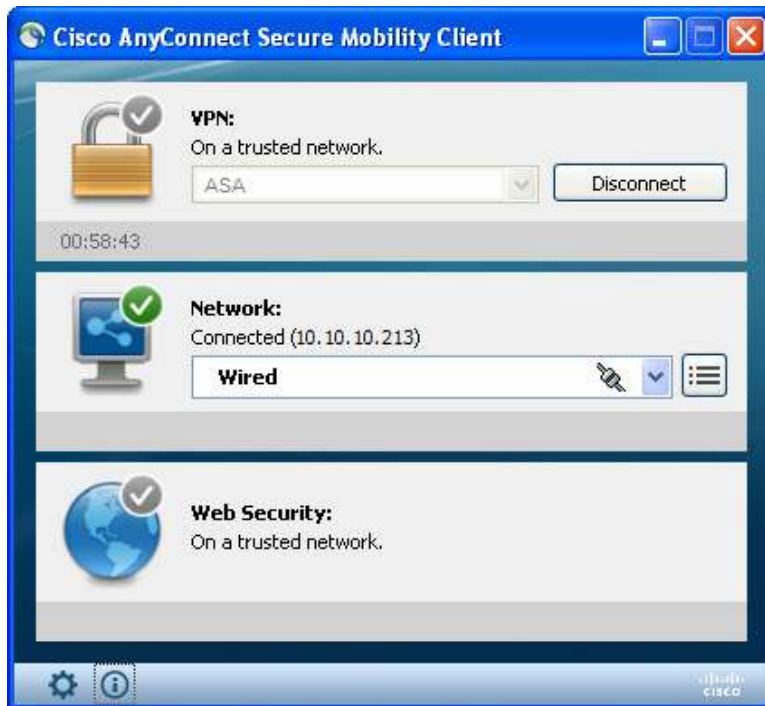 Cisco AnyConnect Secure Mobility Client
VPN:
On a trusted network.
ASA
Disconnect
00:58:43
Network:
Connected (10.10.10.213)
Wired
Web Security:
On a trusted network.
CISCO